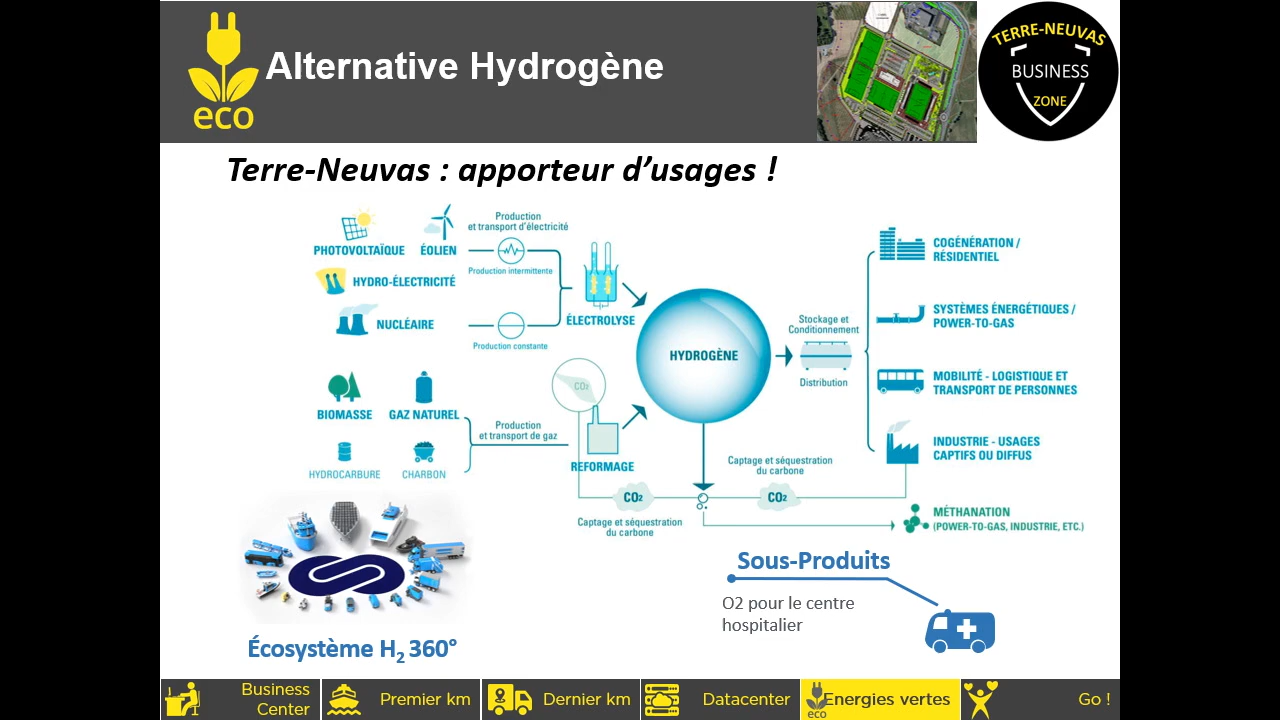 eco
Alternative Hydrogène
TERRE-NEUVAS
BUSINESS
ZONE
Terre-Neuvas : apporteur d’usages !
PHOTOVOLTAÏQUE
ÉOLIEN
HYDRO-ÉLECTRICITÉ
NUCLÉAIRE
Production
et transport d'électricité
Production intermittente
Production constante
ÉLECTROLYSE
BIOMASSE
GAZ NATUREL
HYDROCARBURE
CHARBON
Production
et transport de gaz
CO2
REFORMAGE
HYDROGÈNE
Stockage et
Conditionnement
Distribution
COGÉNÉRATION /
RÉSIDENTIEL
SYSTÈMES ÉNERGÉTIQUES /
POWER-TO-GAS
MOBILITÉ - LOGISTIQUE ET
TRANSPORT DE PERSONNES
INDUSTRIE - USAGES
CAPTIFS OU DIFFUS
Captage et séquestration
du carbone
CO2
CO2
Captage et séquestration
du carbone
MÉTHANATION
(POWER-TO-GAS, INDUSTRIE, ETC.)
Écosystème H2 360°
Sous-Produits
O2 pour le centre
hospitalier
Business
Center
Premier km
Dernier km
Datacenter
eco
Energies vertes
Go !